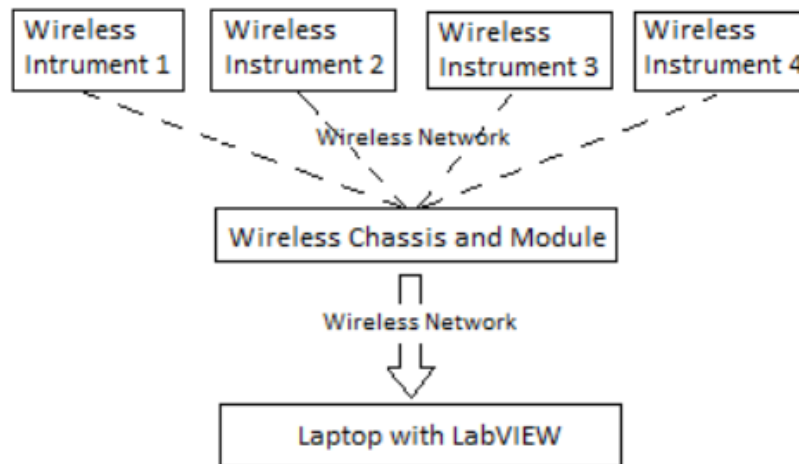 Wireless
Intrument 1
Wireless
Instrument 2
Wireless
Instrument 3
Wireless
Instrument 4
Wireless Network
Wireless Chassis and Module
Wireless Network
Laptop with LabVIEW